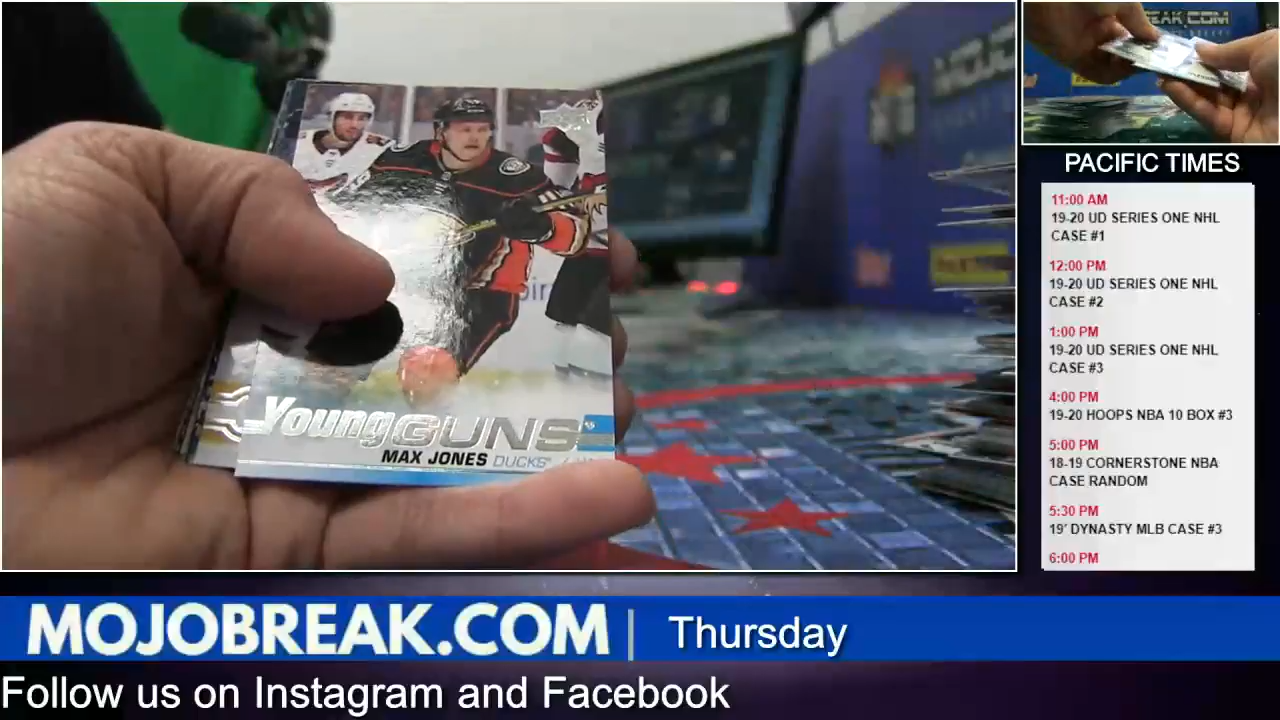 EAK.COM
PACIFIC TIMES
11:00 AM
19-20 UD SERIES ONE NHL
CASE #1
12:00 PM
19-20 UD SERIES ONE NHL
CASE #2
1:00 PM
19-20 UD SERIES ONE NHL
CASE #3
4:00 PM
19-20 HOOPS NBA 10 BOX #3
5:00 PM
18-19 CORNERSTONE NBA
CASE RANDOM
5:30 PM
19' DYNASTY MLB CASE #3
6:00 PM
Young GUNS
MAX JONES DUCKS
MOJOBREAK.COM | Thursday
Follow us on Instagram and Facebook